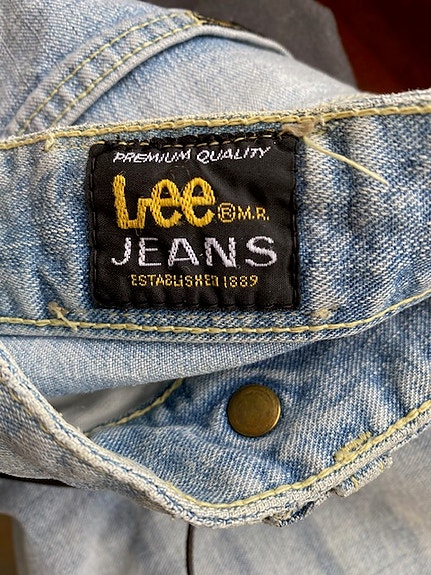 PREMIUM QUALITY
Lee ® M.R.
JEANS
ESTABLISHED 1889